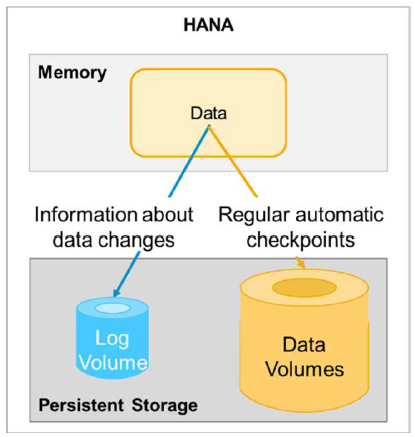 HANA
Memory
Data
Information about
data changes
Regular automatic
checkpoints
Log
Volume
Data
Volumes
Persistent Storage